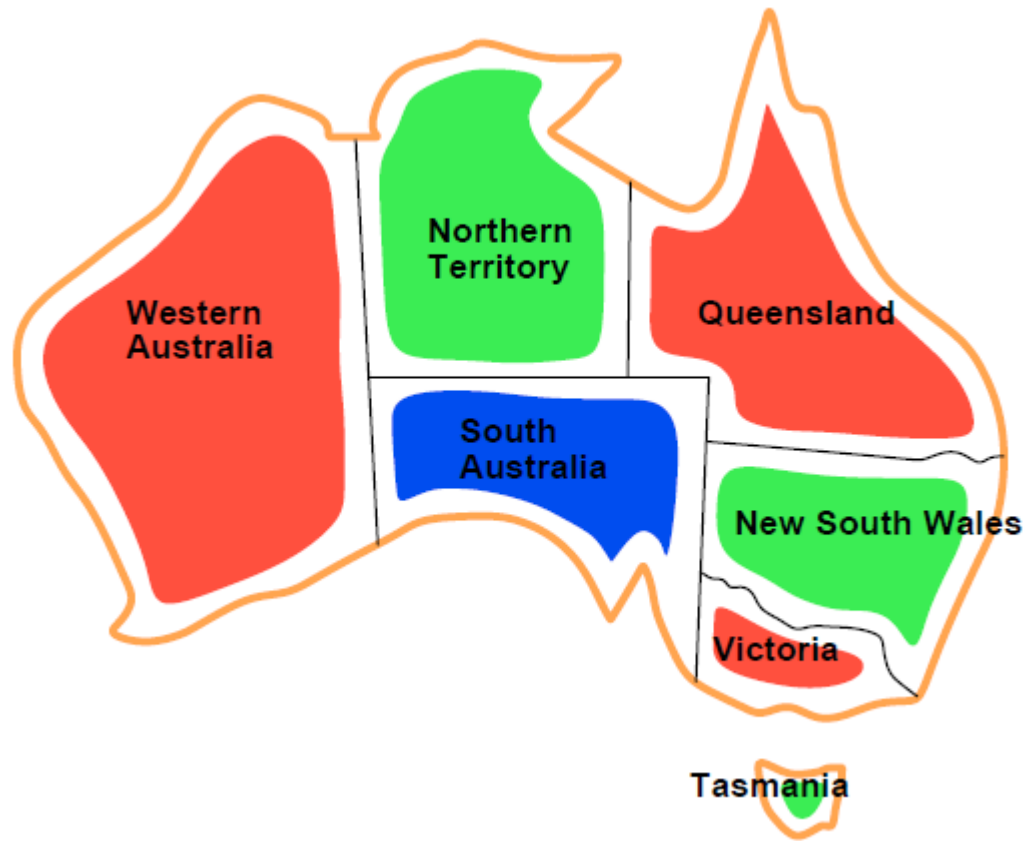 Northern
Territory
Western
Australia
Queensland
South
Australia
New South Wales
Victoria
Tasmania